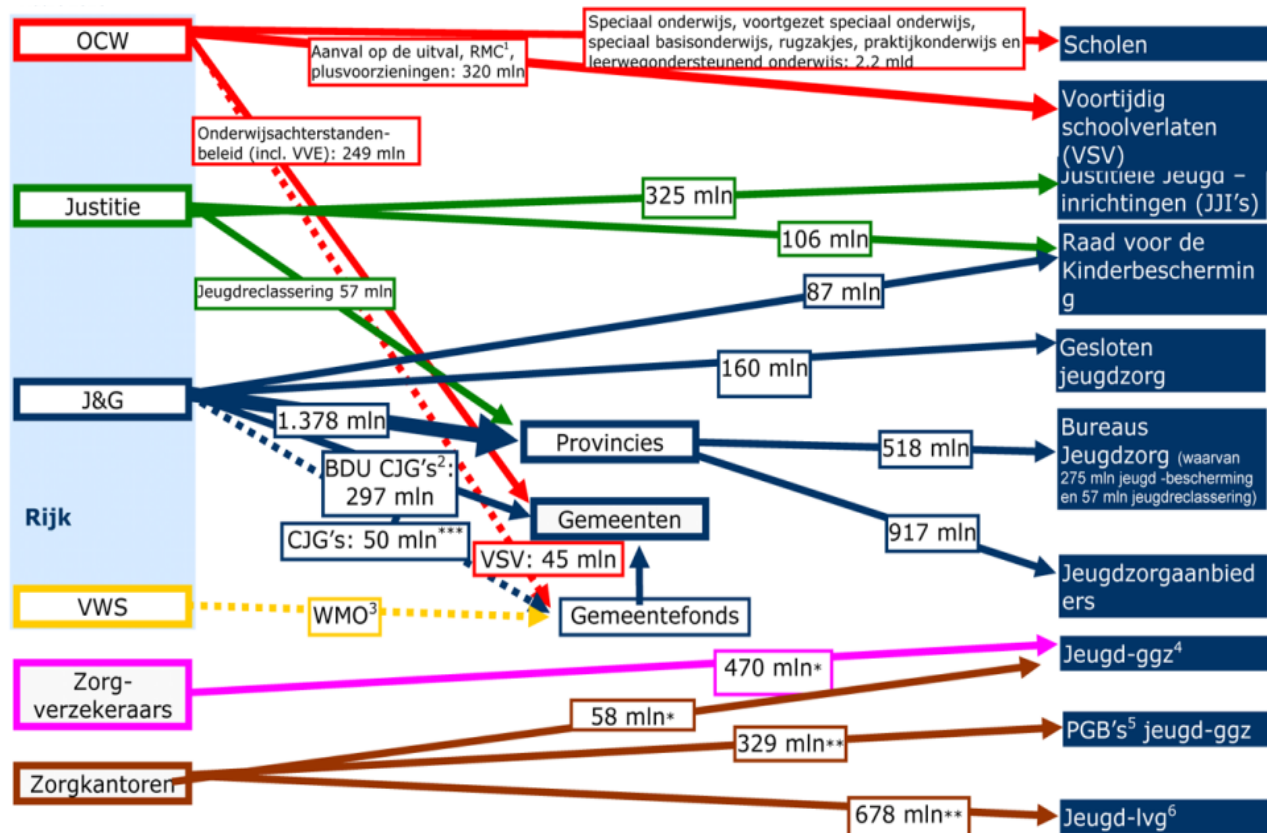 OCW
Aanval op de uitval, RMC¹,
plusvoorzieningen: 320 mln
Speciaal onderwijs, voortgezet speciaal onderwijs,
speciaal basisonderwijs, rugzakjes, praktijkonderwijs en
leerwegondersteunend onderwijs: 2.2 mld
Scholen
Voortijdig
schoolverlaten
(VSV)
Onderwijsachterstanden-
beleid (incl. VVE): 249 mln
Justitie
325 mln
Justitiële Jeugd –
inrichtingen (JJI's)
106 mln
Raad voor de
Kinderbeschermin
g
Jeugdreclassering 57 mln
87 mln
J&G
160 mln
Gesloten
jeugdzorg
1.378 mln
Provincies
518 mln
Bureaus
Jeugdzorg (waarvan
275 mln jeugd -bescherming
en 57 mln jeugdreclassering)
BDU CJG's²:
297 mln
Rijk
Gemeenten
917 mln
CJG's: 50 mln***
VSV: 45 mln
Jeugdzorgaanbied
ers
VWS
WMO³
Gemeentefonds
Zorg-
verzekeraars
470 mln*
Jeugd-ggz⁴
58 mln*
329 mln**
PGB's⁵ jeugd-ggz
Zorgkantoren
678 mln**
Jeugd-lvg⁶